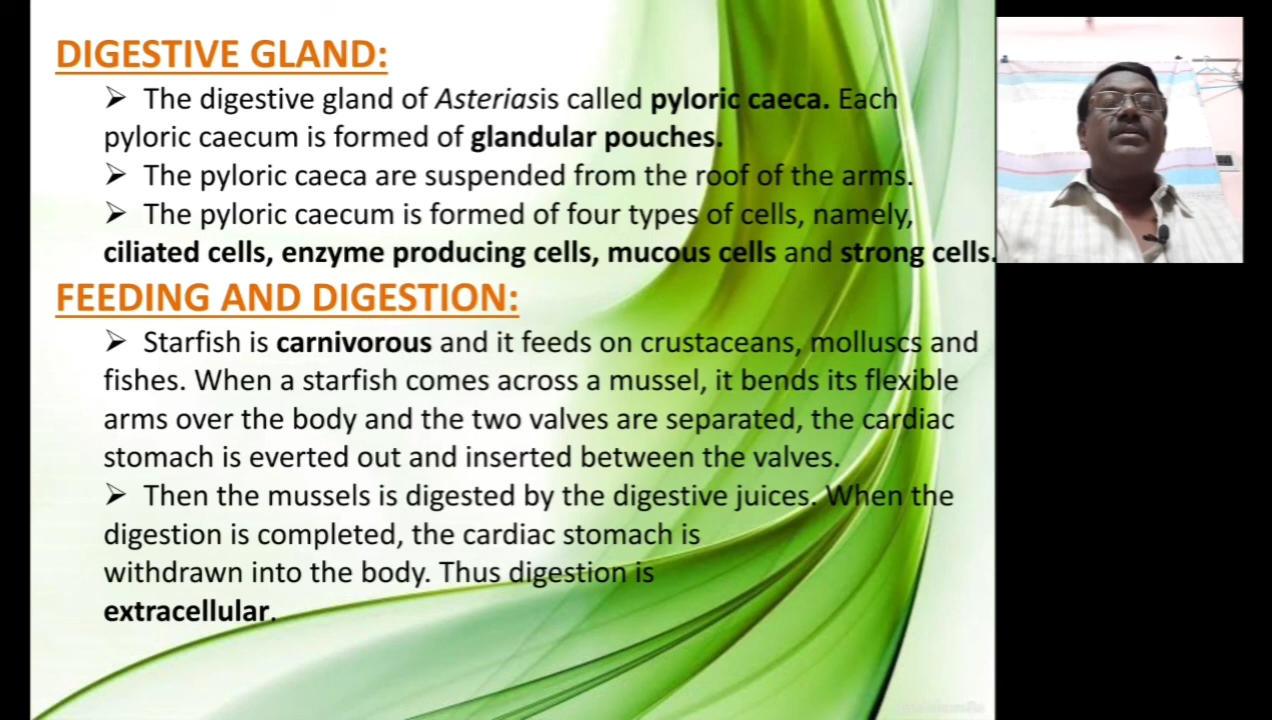 DIGESTIVE GLAND:
➢ The digestive gland of Asteriasis called pyloric caeca. Each
pyloric caecum is formed of glandular pouches.
➢ The pyloric caeca are suspended from the roof of the arms.
➢ The pyloric caecum is formed of four types of cells, namely,
ciliated cells, enzyme producing cells, mucous cells and strong cells.
FEEDING AND DIGESTION:
➢ Starfish is carnivorous and it feeds on crustaceans, molluscs and
fishes. When a starfish comes across a mussel, it bends its flexible
arms over the body and the two valves are separated, the cardiac
stomach is everted out and inserted between the valves.
➢ Then the mussels is digested by the digestive juices. When the
digestion is completed, the cardiac stomach is
withdrawn into the body. Thus digestion is
extracellular.